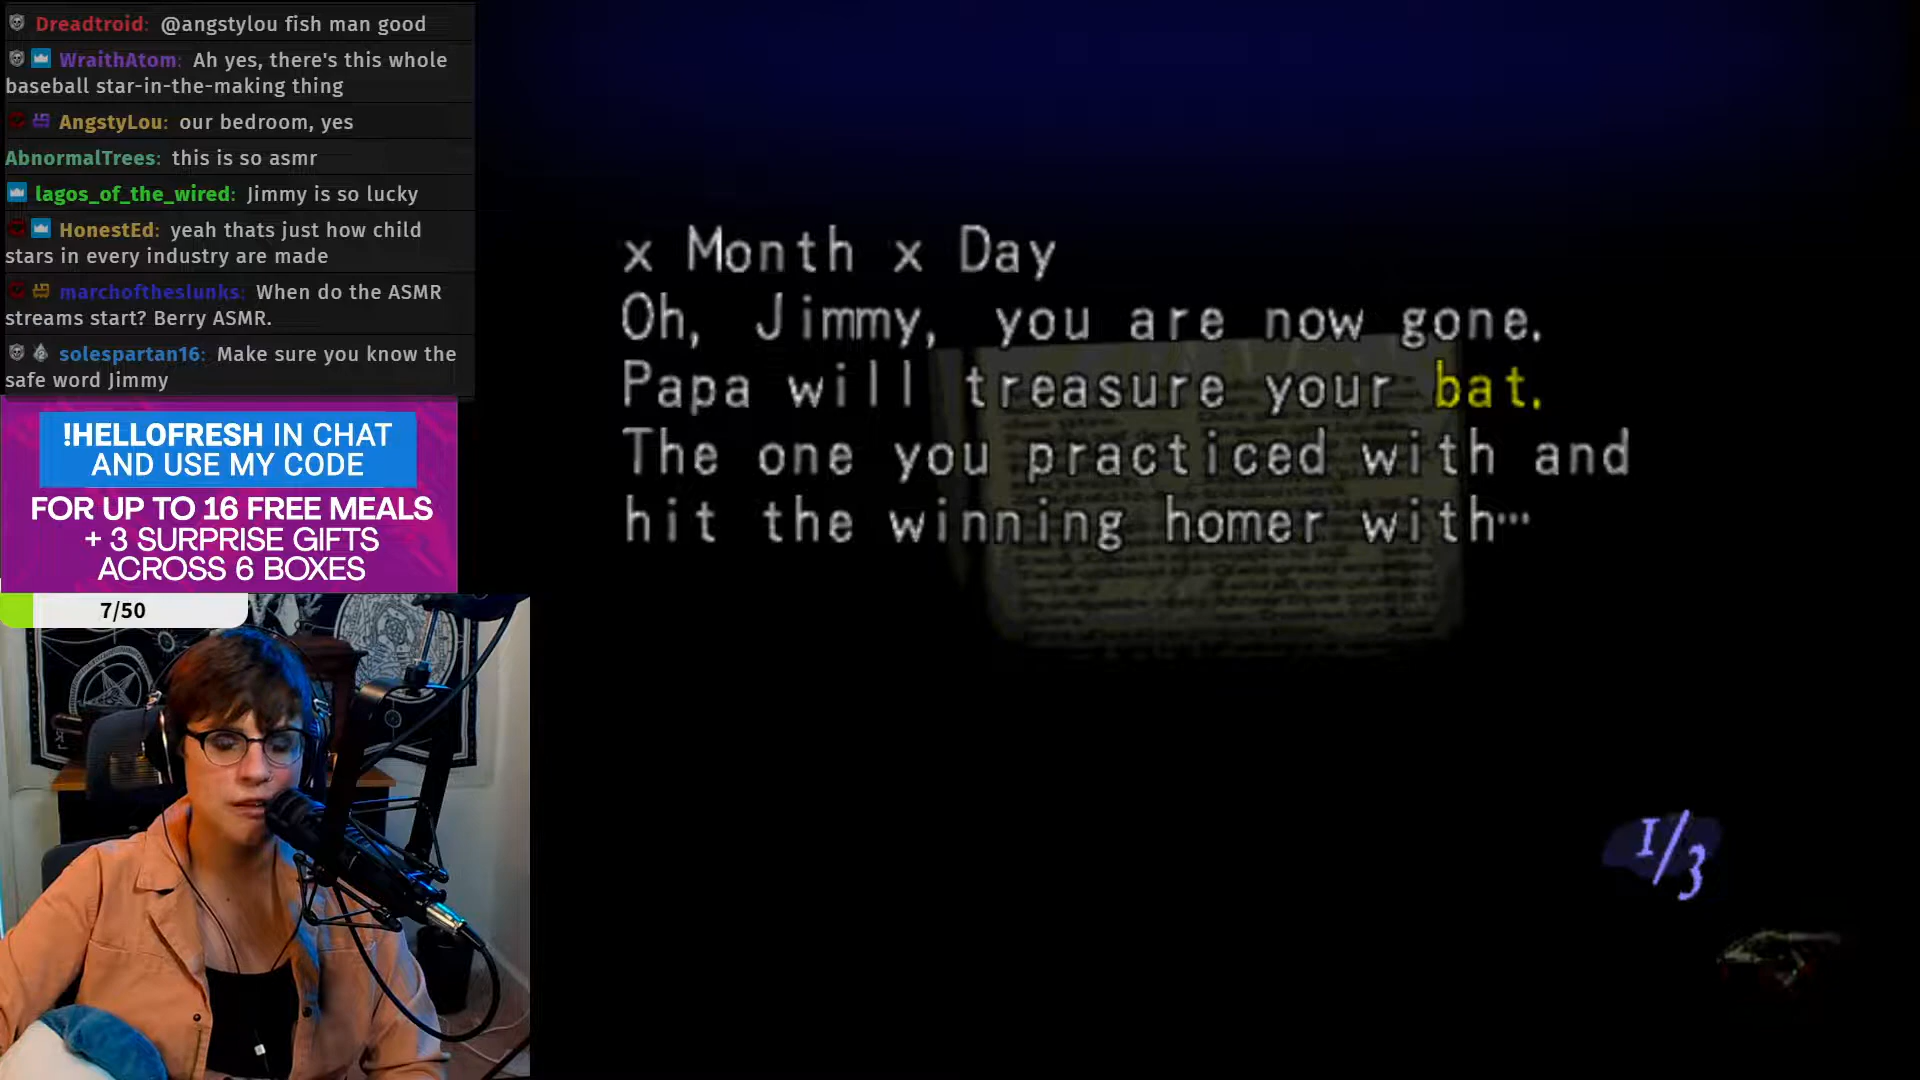 Dreadtroid: @angstylou fish man good
WraithAtom: Ah yes, there's this whole
baseball star-in-the-making thing
AngstyLou: our bedroom, yes
AbnormalTrees: this is so asmr
lagos_of_the_wired: Jimmy is so lucky
HonestEd: yeah thats just how child
stars in every industry are made
marchoftheslunks: When do the ASMR
streams start? Berry ASMR.
solespartan16: Make sure you know the
safe word Jimmy
!HELLOFRESH IN CHAT
AND USE MY CODE
FOR UP TO 16 FREE MEALS
+ 3 SURPRISE GIFTS
ACROSS 6 BOXES
7/50
x Month x Day
Oh, Jimmy, you are now gone.
Papa will treasure your bat.
The one you practiced with and
hit the winning homer with…
1/3